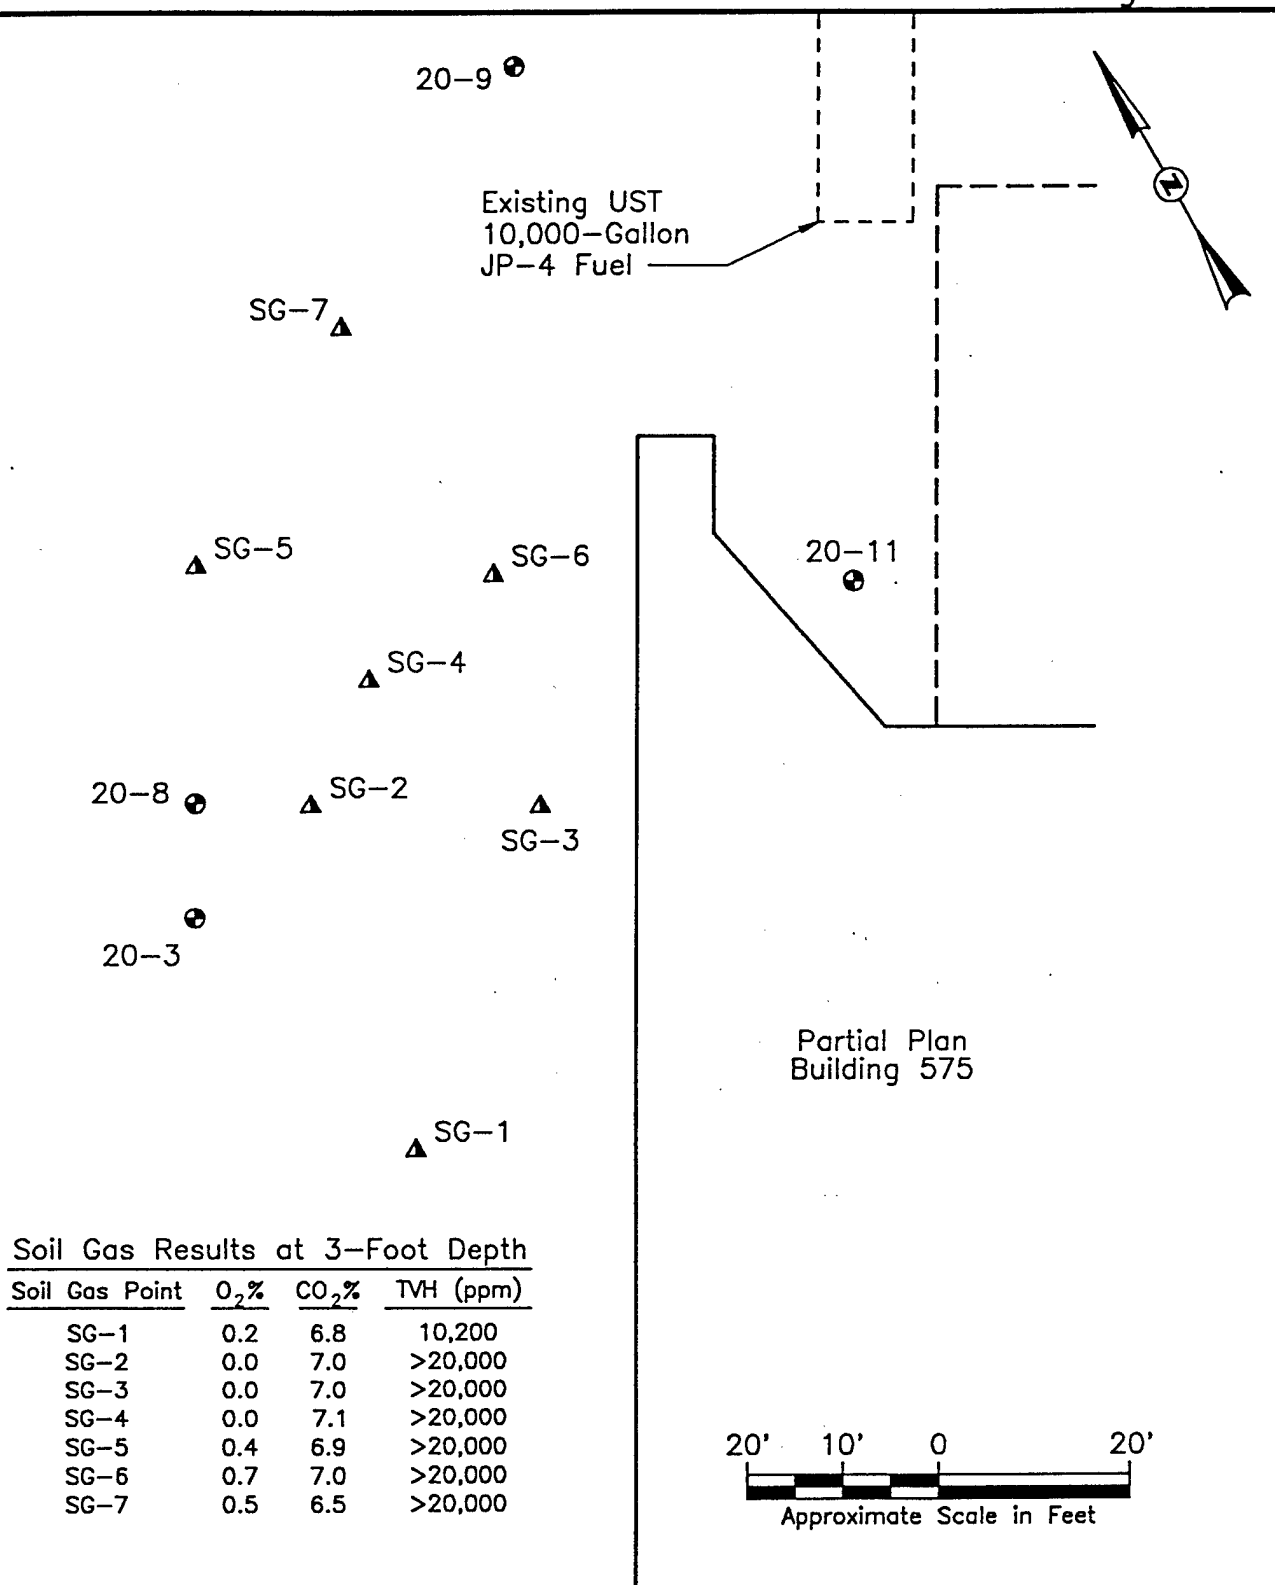 20-9
Existing UST
10,000-Gallon
JP-4 Fuel
N
SG-7
SG-5
SG-6
20-11
SG-4
20-8
SG-2
SG-3
20-3
Partial Plan
Building 575
SG-1
Soil Gas Results at 3-Foot Depth
Soil Gas Point O2% CO2% TVH (ppm)
SG-1 0.2 6.8 10,200
SG-2 0.0 7.0 >20,000
SG-3 0.0 7.0 >20,000
SG-4 0.0 7.1 >20,000
SG-5 0.4 6.9 >20,000
SG-6 0.7 7.0 >20,000
SG-7 0.5 6.5 >20,000
20' 10' 0 20'
Approximate Scale in Feet